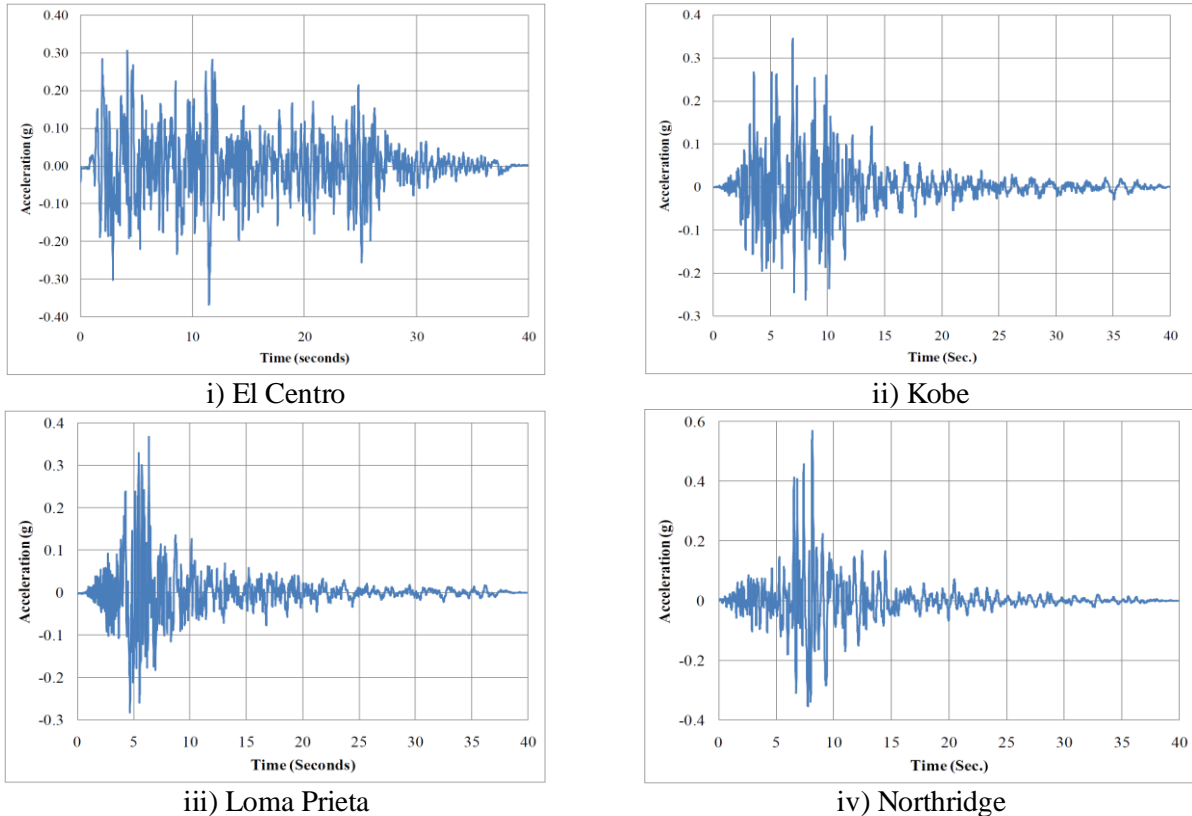 0.40
0.30
0.20
0.10
0.00
-0.10
-0.20
-0.30
-0.40
Acceleration (g)
0 10 20 30 40
Time (seconds)
i) El Centro
0.4
0.3
0.2
0.1
0
-0.1
-0.2
-0.3
Acceleration (g)
0 5 10 15 20 25 30 35 40
Time (Sec.)
ii) Kobe
0.4
0.3
0.2
0.1
0
-0.1
-0.2
-0.3
Acceleration (g)
0 5 10 15 20 25 30 35 40
Time (Seconds)
iii) Loma Prieta
0.6
0.4
0.2
0
-0.2
-0.4
Acceleration (g)
0 5 10 15 20 25 30 35 40
Time (Sec.)
iv) Northridge